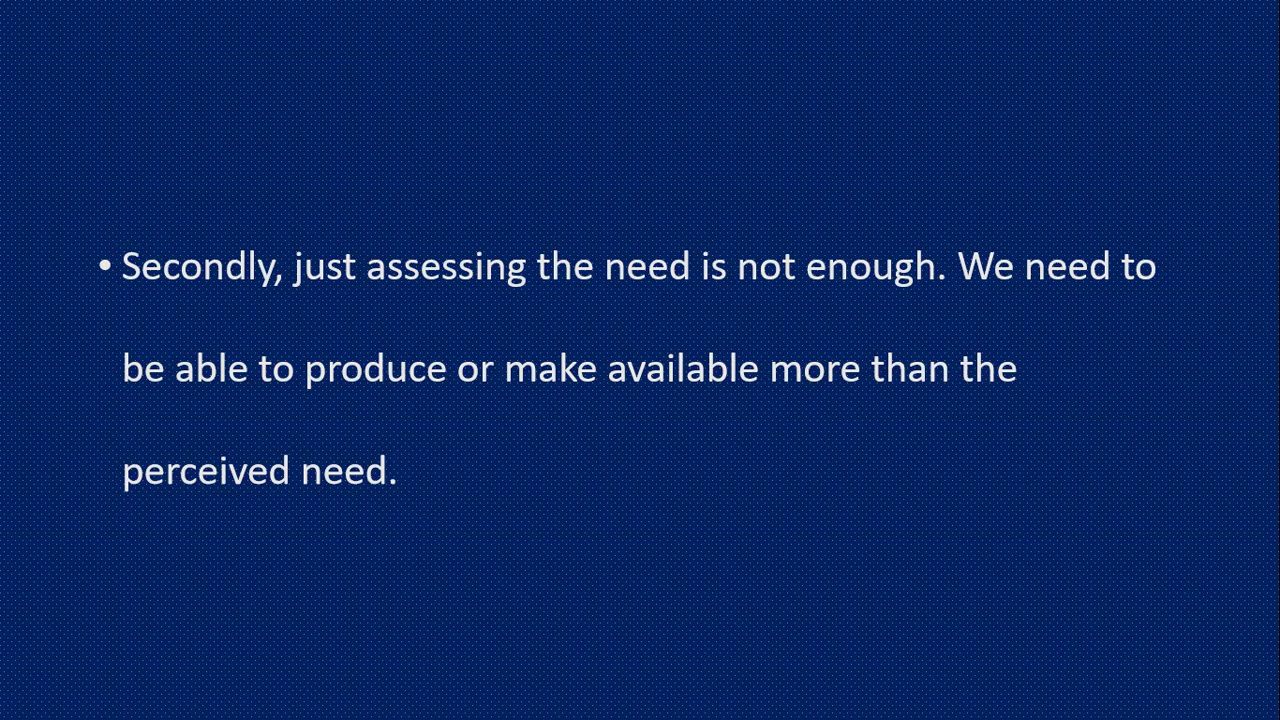 • Secondly, just assessing the need is not enough. We need to
be able to produce or make available more than the
perceived need.